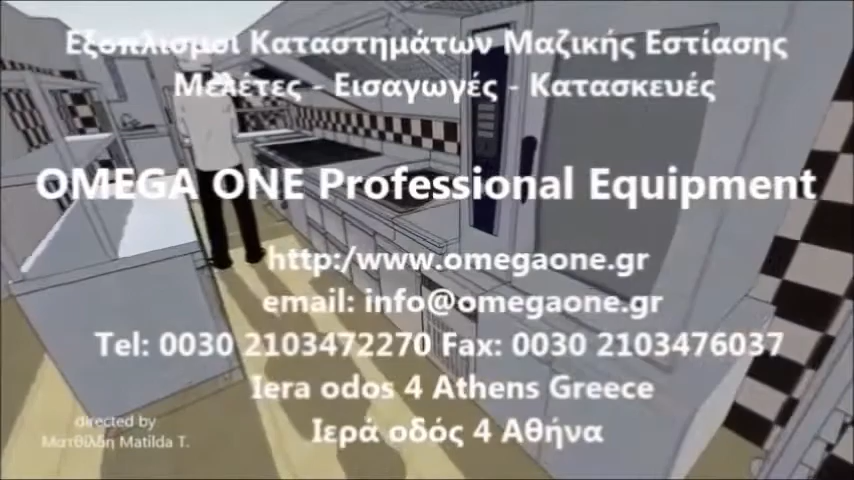 Εξοπλισμοί Καταστημάτων Μαζικής Εστίασης
Μελέτες - Εισαγωγές - Κατασκευές
OMEGA ONE Professional Equipment
http:/www.omegaone.gr
email: info@omegaone.gr
Tel: 0030 2103472270 Fax: 0030 2103476037
Iera odos 4 Athens Greece
Ιερά οδός 4 Αθήνα
directed by
Ματθίλδη Matilda T.